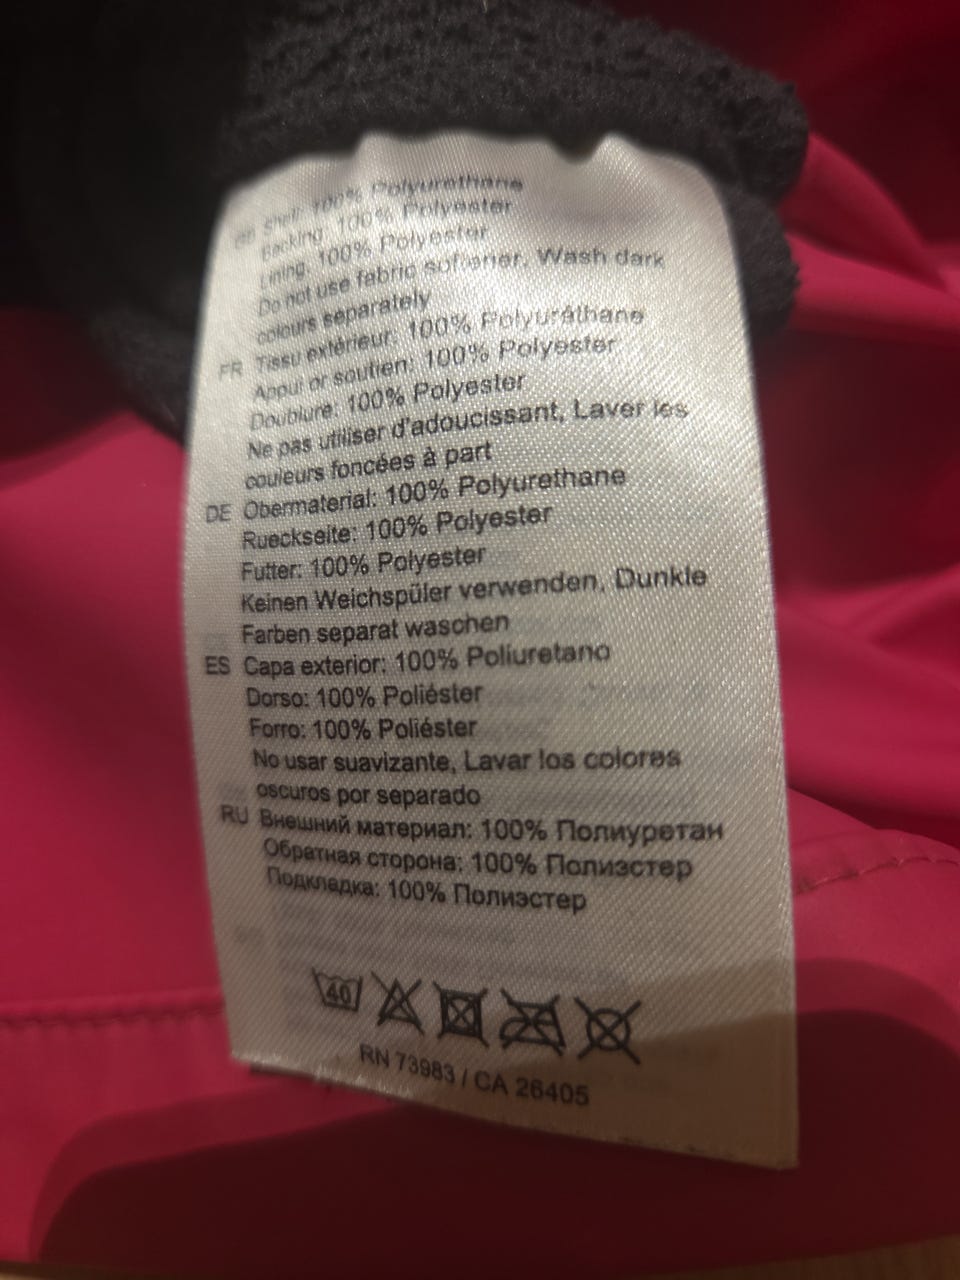 GB Shell: 100% Polyurethane
Backing: 100% Polyester
Lining: 100% Polyester
Do not use fabric softener, Wash dark
colours separately
FR Tissu extérieur: 100% Polyuréthane
Appui or soutien: 100% Polyester
Doublure: 100% Polyester
Ne pas utiliser d'adoucissant, Laver les
couleurs foncées à part
DE Obermaterial: 100% Polyurethane
Rueckseite: 100% Polyester
Futter: 100% Polyester
Keinen Weichspüler verwenden, Dunkle
Farben separat waschen
ES Capa exterior: 100% Poliuretano
Dorso: 100% Poliéster
Forro: 100% Poliéster
No usar suavizante, Lavar los colores
oscuros por separado
RU Внешний материал: 100% Полиуретан
Обратная сторона: 100% Полиэстер
Подкладка: 100% Полиэстер
40
RN 73983 / CA 26405